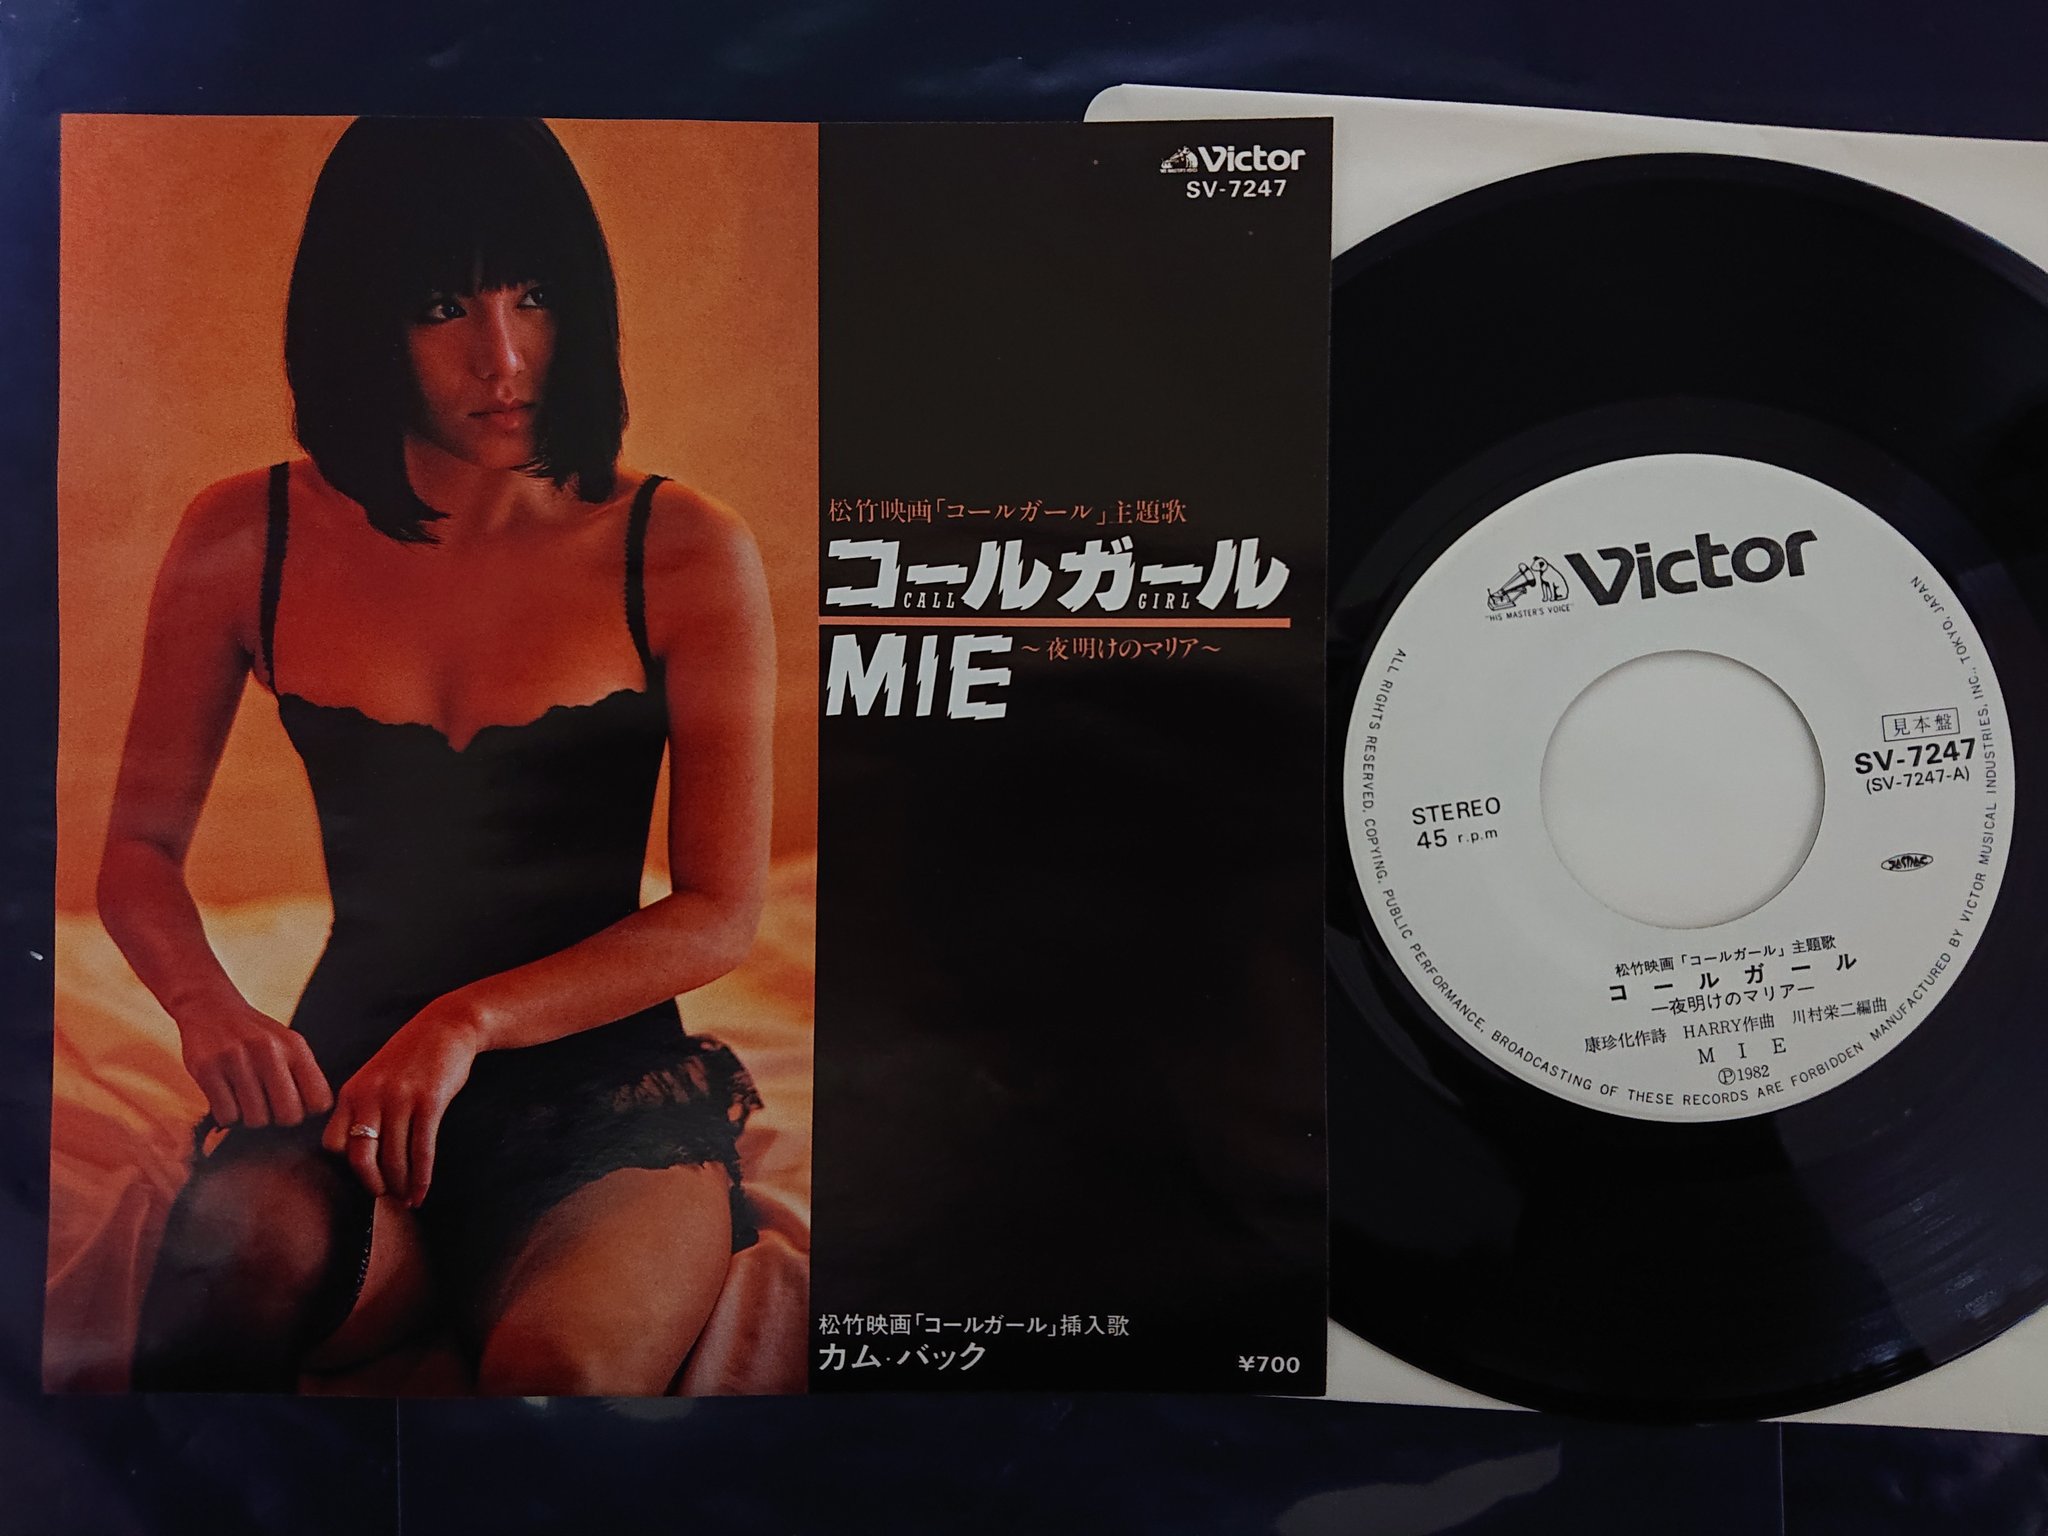 Victor
"HIS MASTER'S VOICE"
SV-7247
松竹映画「コールガール」主題歌
コールガール
CALL GIRL
MIE ～夜明けのマリア～
松竹映画「コールガール」挿入歌
カム・バック
¥700
Victor
"HIS MASTER'S VOICE"
見本盤
SV-7247
(SV-7247-A)
STEREO
45 r.p.m
JASRAC
松竹映画「コールガール」主題歌
コールガール
—夜明けのマリア—
康珍化作詩 HARRY作曲 川村栄二編曲
MIE
Ⓟ1982
ALL RIGHTS RESERVED. COPYING, PUBLIC PERFORMANCE, BROADCASTING OF THESE RECORDS ARE FORBIDDEN MANUFACTURED BY VICTOR MUSICAL INDUSTRIES, INC., TOKYO, JAPAN